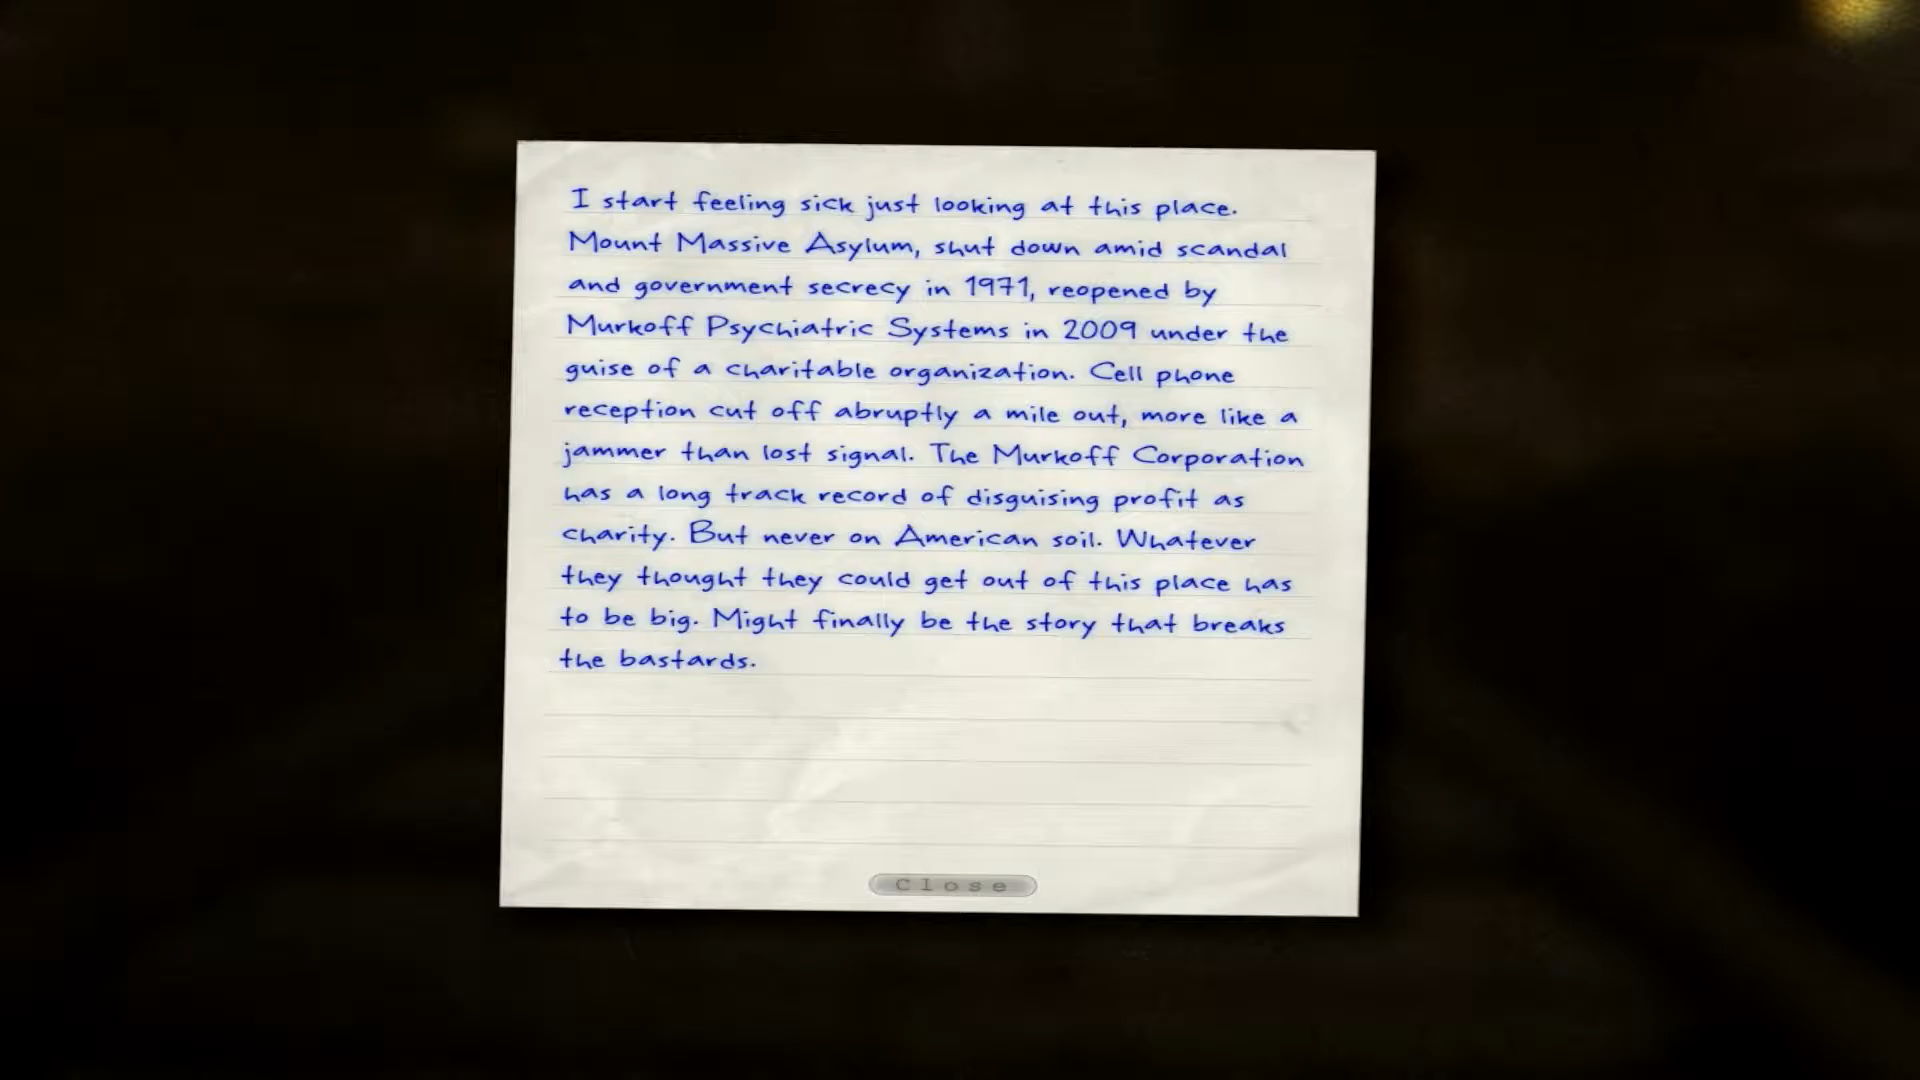 I start feeling sick just looking at this place.
Mount Massive Asylum, shut down amid scandal
and government secrecy in 1971, reopened by
Murkoff Psychiatric Systems in 2009 under the
guise of a charitable organization. Cell phone
reception cut off abruptly a mile out, more like a
jammer than lost signal. The Murkoff Corporation
has a long track record of disguising profit as
charity. But never on American soil. Whatever
they thought they could get out of this place has
to be big. Might finally be the story that breaks
the bastards.
Close